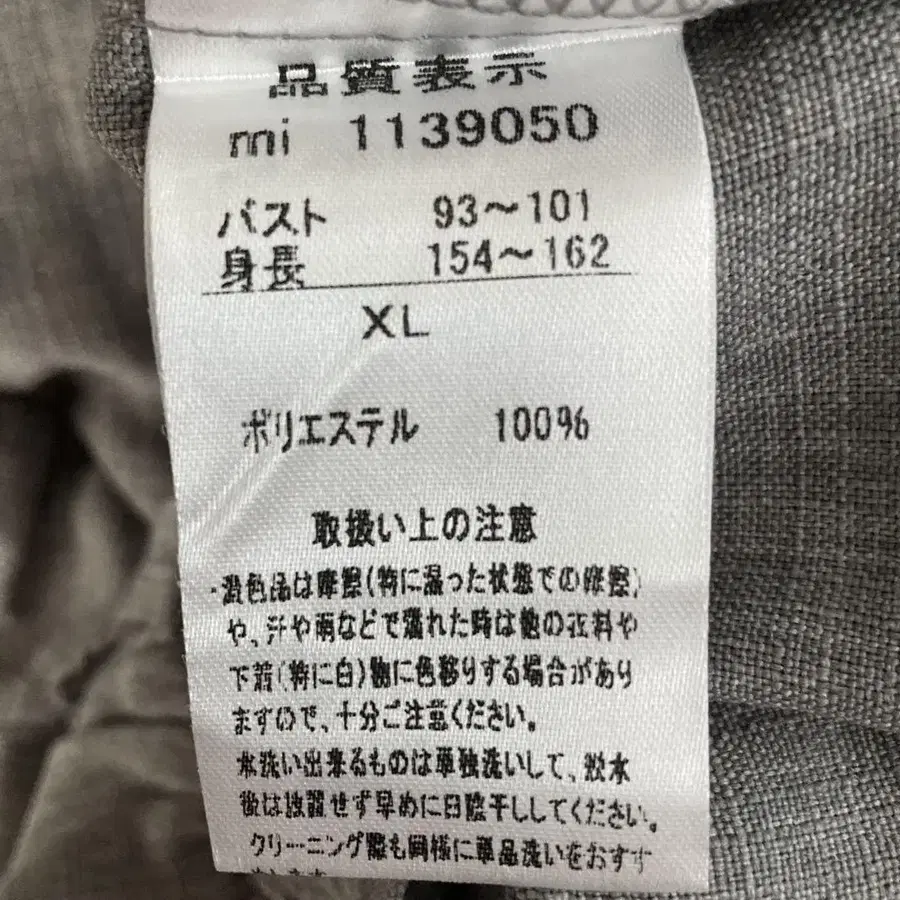 品質表示
mi 1139050
バスト 93～101
身長 154～162
XL
ポリエステル 100%
取扱い上の注意
・濃色品は摩擦(特に湿った状態での摩擦)
や、汗や雨などで濡れた時は他の衣料や
下着(特に白)物に色移りする場合があり
ますので、十分ご注意ください。
水洗い出来るものは単独洗いして、脱水
後は放置せず早めに日陰干ししてください。
クリーニング際も同様に単品洗いをおすす